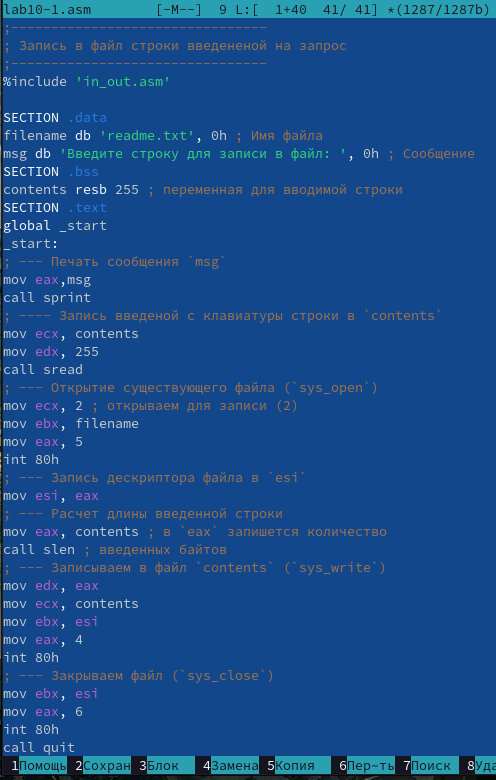 lab10-1.asm [-M--] 9 L:[ 1+40 41/ 41] *(1287/1287b)
;--------------------------------
; Запись в файл строки введененой на запрос
;--------------------------------
%include 'in_out.asm'
SECTION .data
filename db 'readme.txt', 0h ; Имя файла
msg db 'Введите строку для записи в файл: ', 0h ; Сообщение
SECTION .bss
contents resb 255 ; переменная для вводимой строки
SECTION .text
global _start
_start:
; --- Печать сообщения `msg`
mov eax,msg
call sprint
; ---- Запись введеной с клавиатуры строки в `contents`
mov ecx, contents
mov edx, 255
call sread
; --- Открытие существующего файла (`sys_open`)
mov ecx, 2 ; открываем для записи (2)
mov ebx, filename
mov eax, 5
int 80h
; --- Запись дескриптора файла в `esi`
mov esi, eax
; --- Расчет длины введенной строки
mov eax, contents ; в `eax` запишется количество
call slen ; введенных байтов
; --- Записываем в файл `contents` (`sys_write`)
mov edx, eax
mov ecx, contents
mov ebx, esi
mov eax, 4
int 80h
; --- Закрываем файл (`sys_close`)
mov ebx, esi
mov eax, 6
int 80h
call quit
1Помощь 2Сохран 3Блок 4Замена 5Копия 6Пер~ть 7Поиск 8Уда